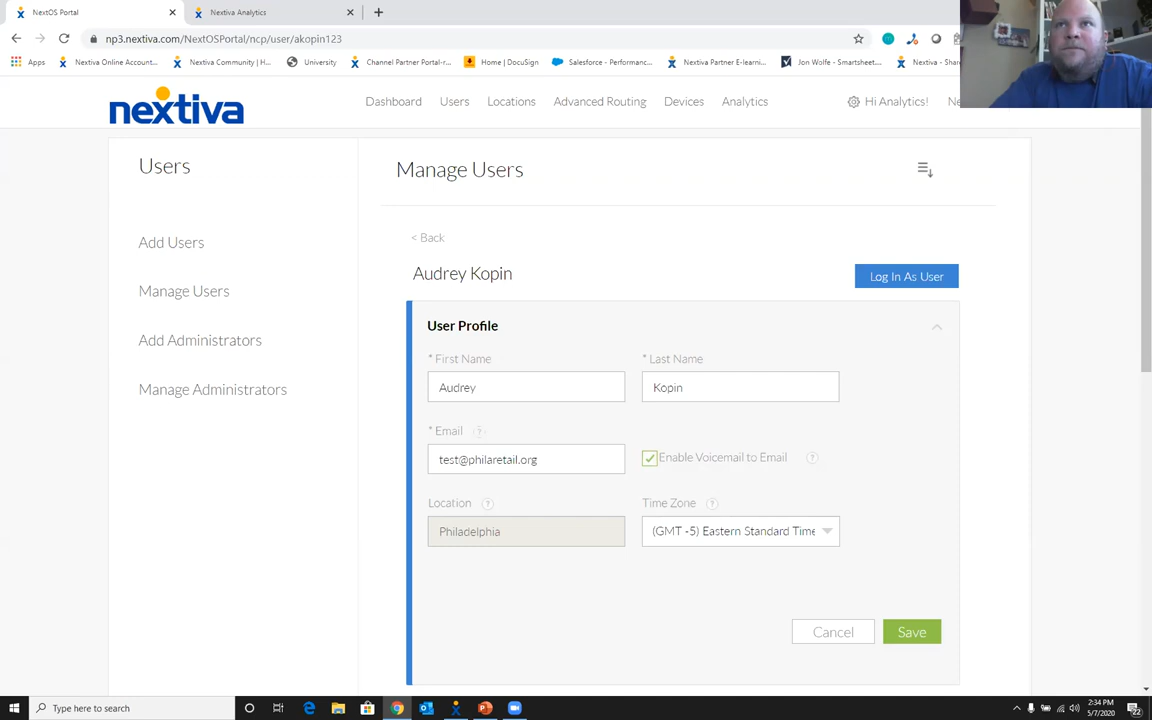 NextOS Portal
Nextiva Analytics
np3.nextiva.com/NextOSPortal/ncp/user/akopin123
Apps
Nextiva Online Account...
Nextiva Community | H...
University
Channel Partner Portal-r...
Home | DocuSign
Salesforce - Performanc...
Nextiva Partner E-learni...
Jon Wolfe - Smartsheet....
Nextiva - Shar
nextiva
Dashboard
Users
Locations
Advanced Routing
Devices
Analytics
Hi Analytics!
Ne
Users
Add Users
Manage Users
Add Administrators
Manage Administrators
Manage Users
< Back
Audrey Kopin
Log In As User
User Profile
* First Name
* Last Name
Audrey
Kopin
* Email ?
test@philaretail.org
Enable Voicemail to Email ?
Location ?
Time Zone ?
Philadelphia
(GMT -5) Eastern Standard Time
Cancel
Save
Type here to search
2:34 PM
5/7/2020
22